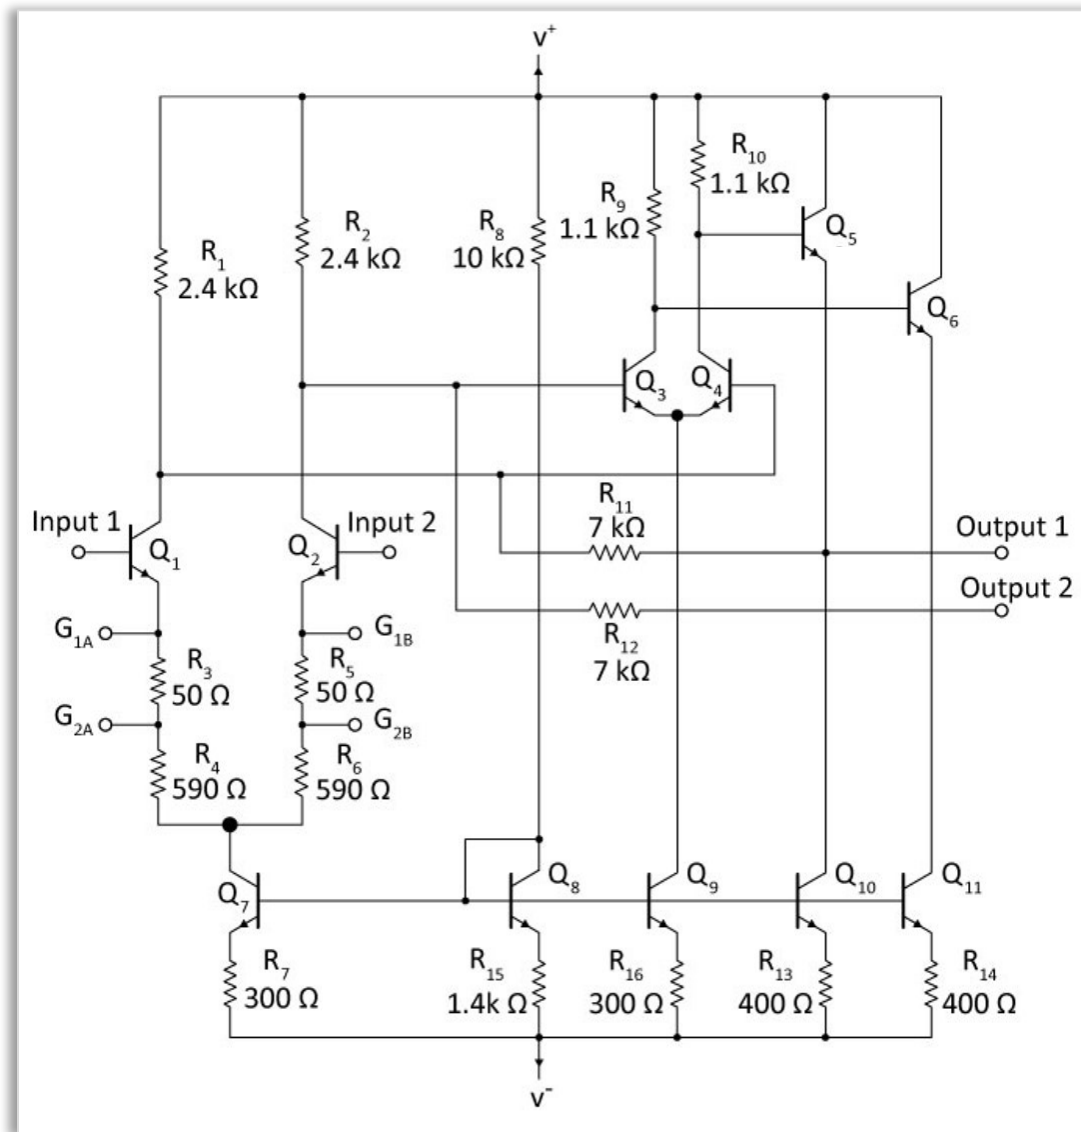 V⁺
R₁₀
1.1 kΩ
R₉
1.1 kΩ
R₂
2.4 kΩ
R₈
10 kΩ
Q₅
R₁
2.4 kΩ
Q₆
Q₃
Q₄
R₁₁
7 kΩ
Input 1
Input 2
Output 1
Q₁
Q₂
Output 2
R₁₂
7 kΩ
G₁ₐ
G₁B
R₃
50 Ω
R₅
50 Ω
G₂ₐ
G₂B
R₄
590 Ω
R₆
590 Ω
Q₇
Q₈
Q₉
Q₁₀
Q₁₁
R₇
300 Ω
R₁₅
1.4k Ω
R₁₆
300 Ω
R₁₃
400 Ω
R₁₄
400 Ω
V⁻